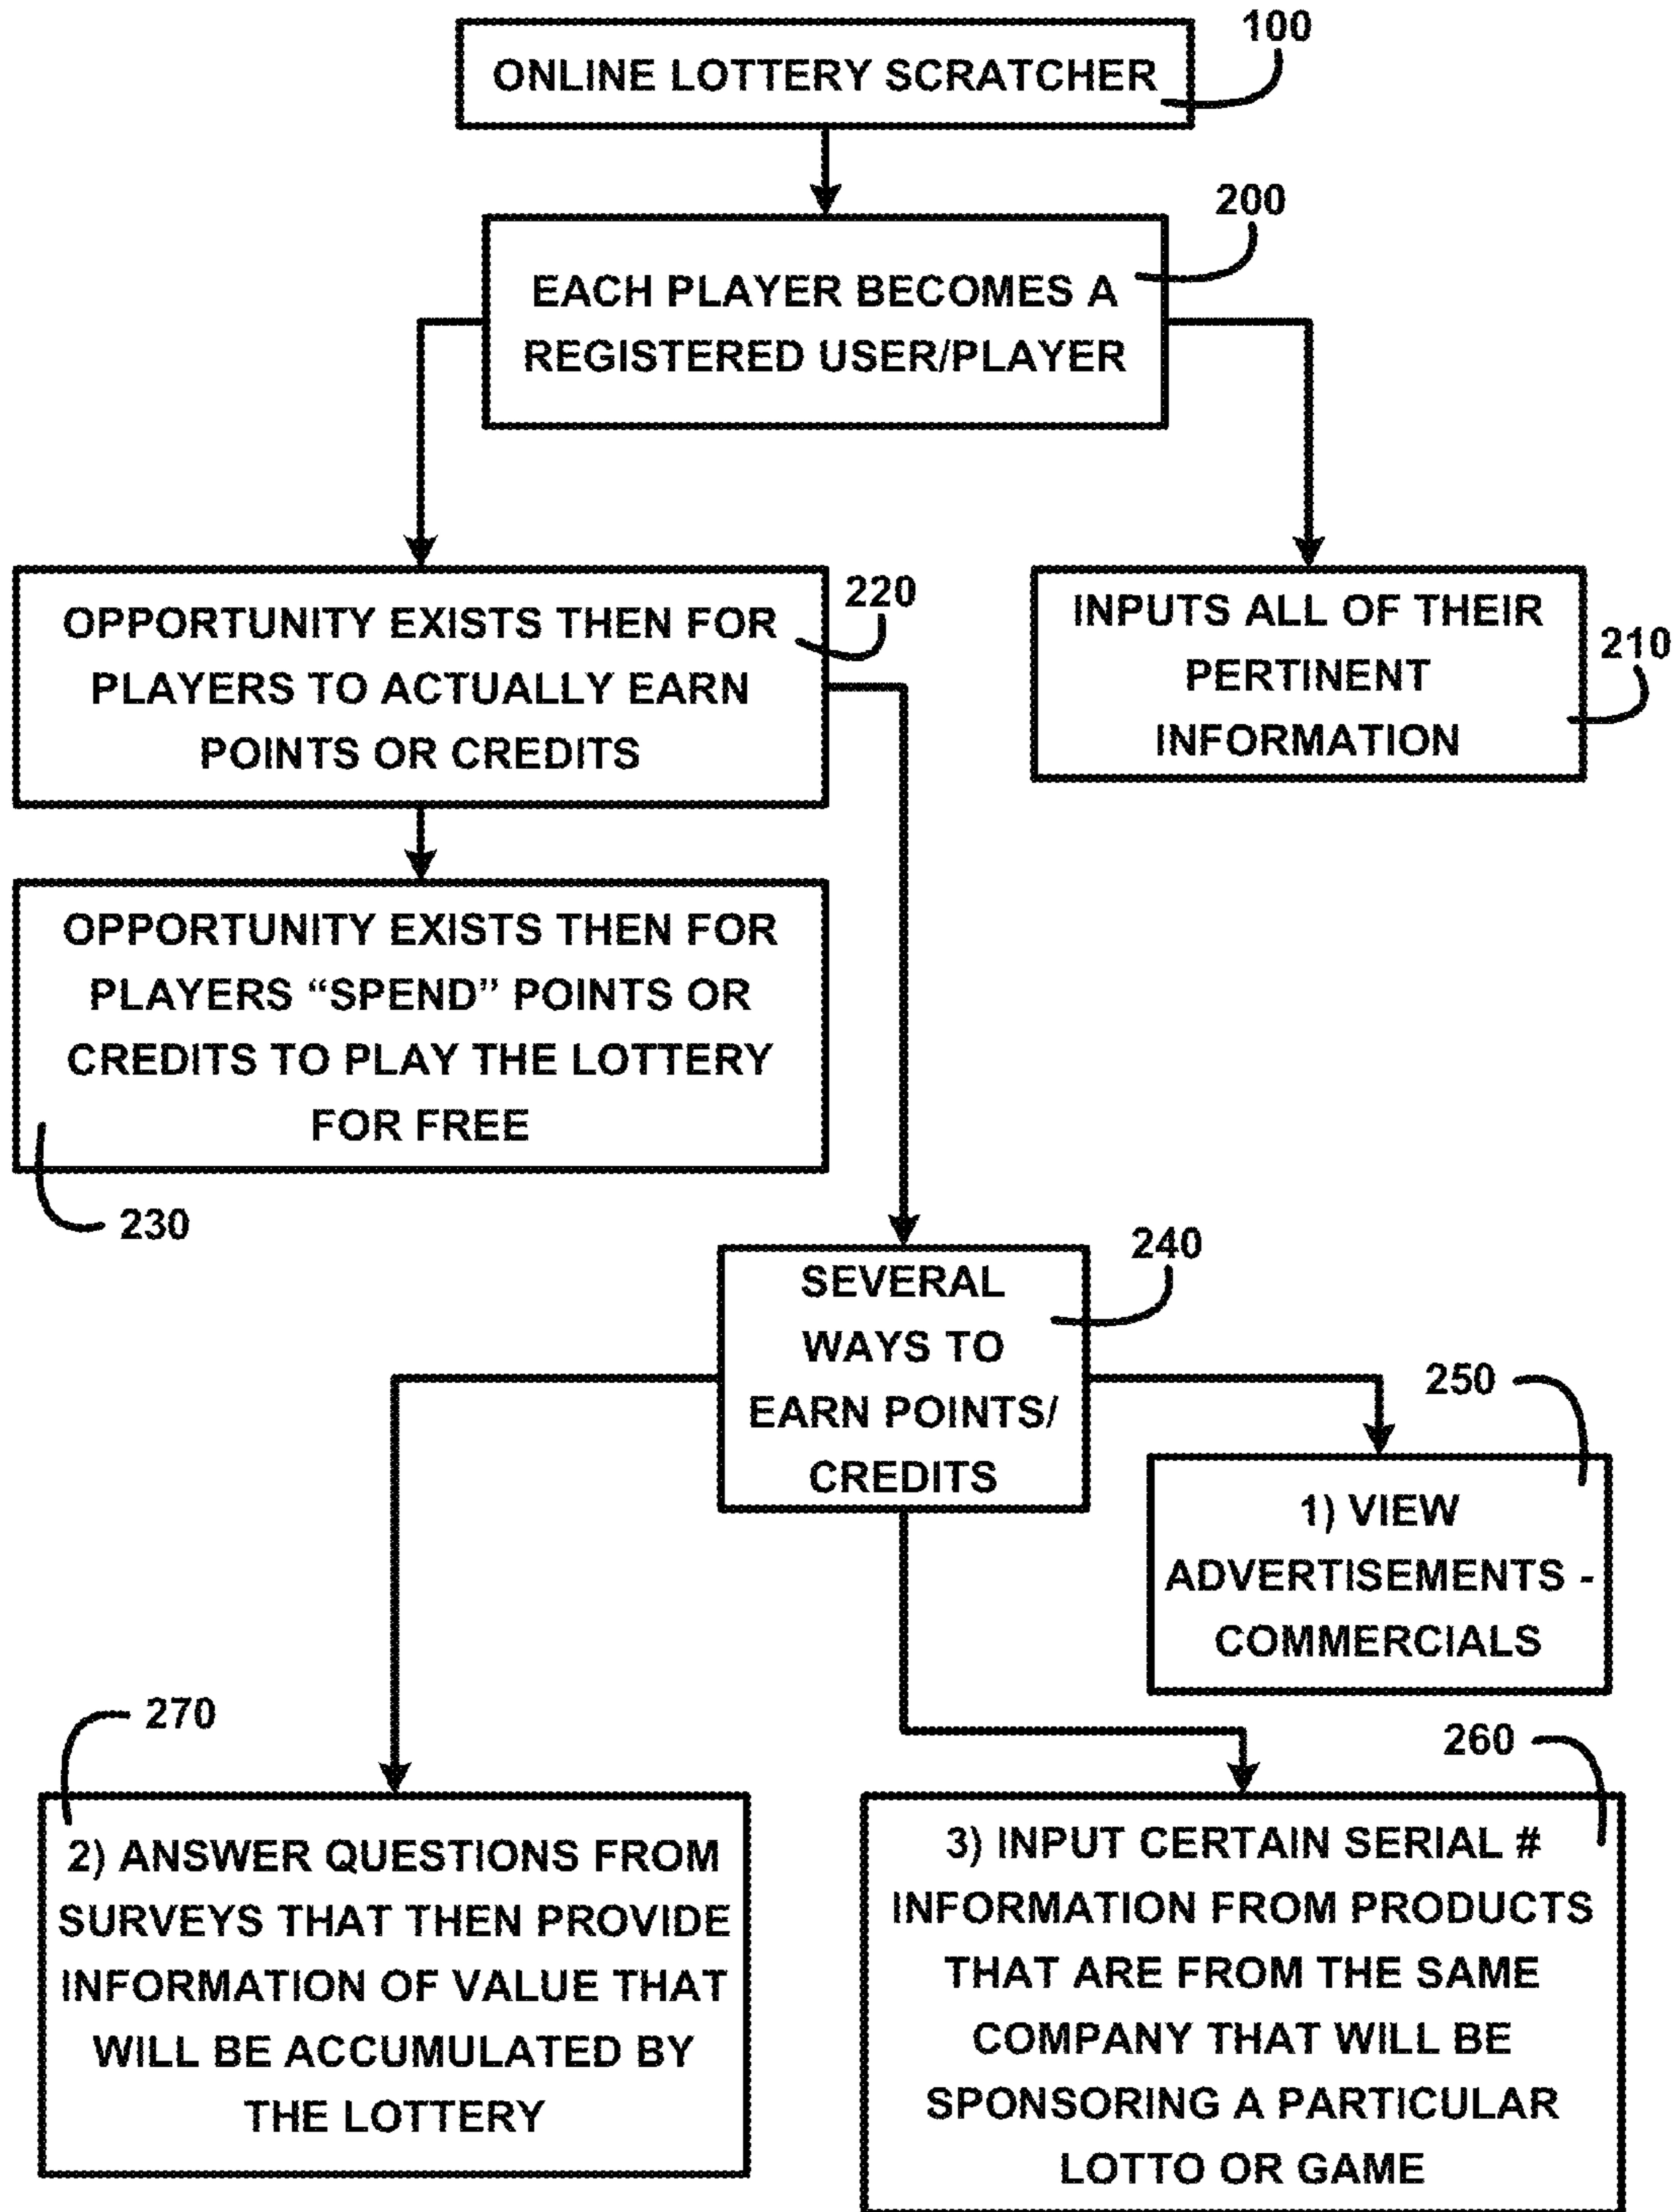 100
ONLINE LOTTERY SCRATCHER
200
EACH PLAYER BECOMES A
REGISTERED USER/PLAYER
220
OPPORTUNITY EXISTS THEN FOR
PLAYERS TO ACTUALLY EARN
POINTS OR CREDITS
INPUTS ALL OF THEIR
PERTINENT
INFORMATION
210
OPPORTUNITY EXISTS THEN FOR
PLAYERS “SPEND” POINTS OR
CREDITS TO PLAY THE LOTTERY
FOR FREE
230
240
SEVERAL
WAYS TO
EARN POINTS/
CREDITS
250
1) VIEW
ADVERTISEMENTS -
COMMERCIALS
270
2) ANSWER QUESTIONS FROM
SURVEYS THAT THEN PROVIDE
INFORMATION OF VALUE THAT
WILL BE ACCUMULATED BY
THE LOTTERY
260
3) INPUT CERTAIN SERIAL #
INFORMATION FROM PRODUCTS
THAT ARE FROM THE SAME
COMPANY THAT WILL BE
SPONSORING A PARTICULAR
LOTTO OR GAME